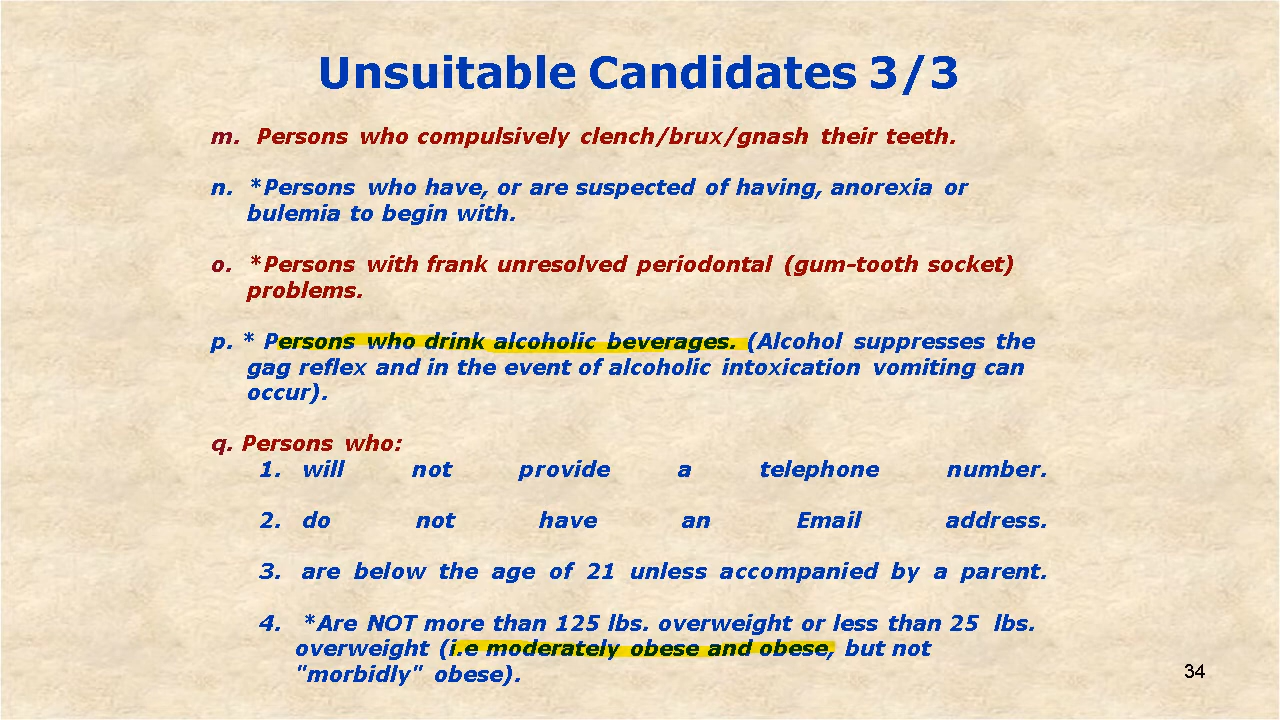 Unsuitable Candidates 3/3
m. Persons who compulsively clench/brux/gnash their teeth.
n. *Persons who have, or are suspected of having, anorexia or
bulemia to begin with.
o. *Persons with frank unresolved periodontal (gum-tooth socket)
problems.
p. * Persons who drink alcoholic beverages. (Alcohol suppresses the
gag reflex and in the event of alcoholic intoxication vomiting can
occur).
q. Persons who:
1. will not provide a telephone number.
2. do not have an Email address.
3. are below the age of 21 unless accompanied by a parent.
4. *Are NOT more than 125 lbs. overweight or less than 25 lbs.
overweight (i.e moderately obese and obese, but not
"morbidly" obese).
34